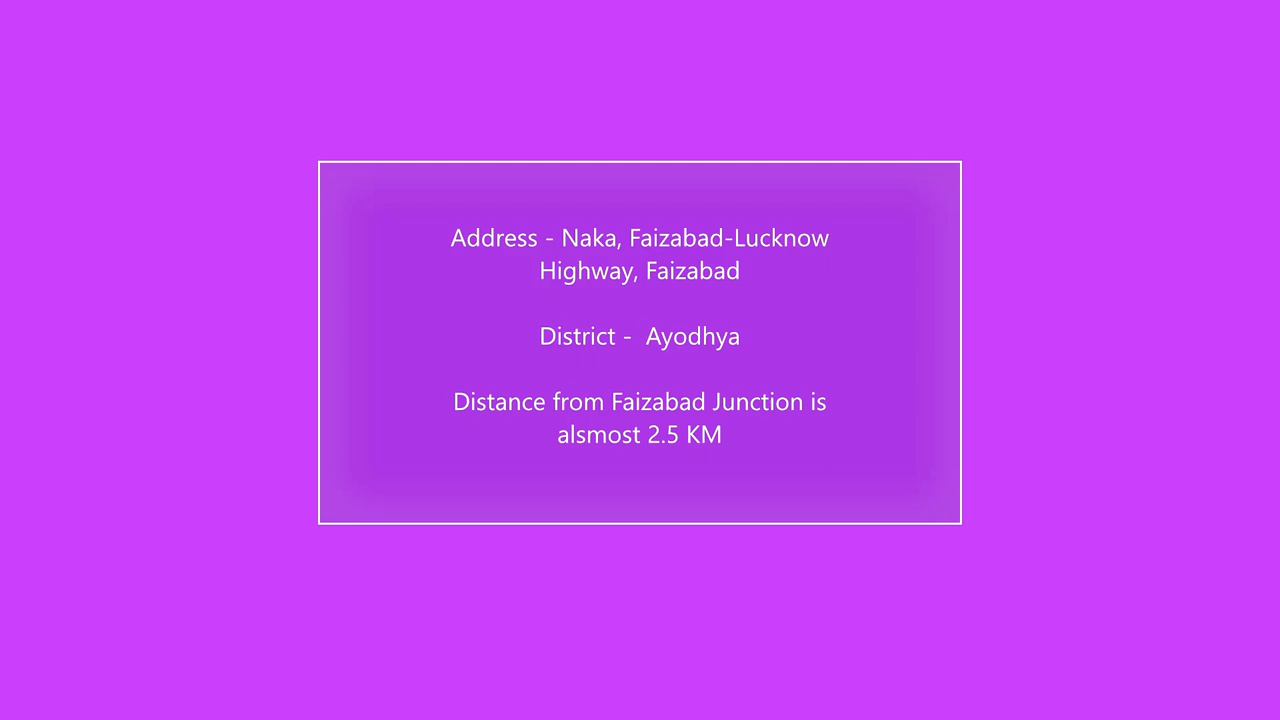 Address - Naka, Faizabad-Lucknow
Highway, Faizabad
District -  Ayodhya
Distance from Faizabad Junction is
alsmost 2.5 KM